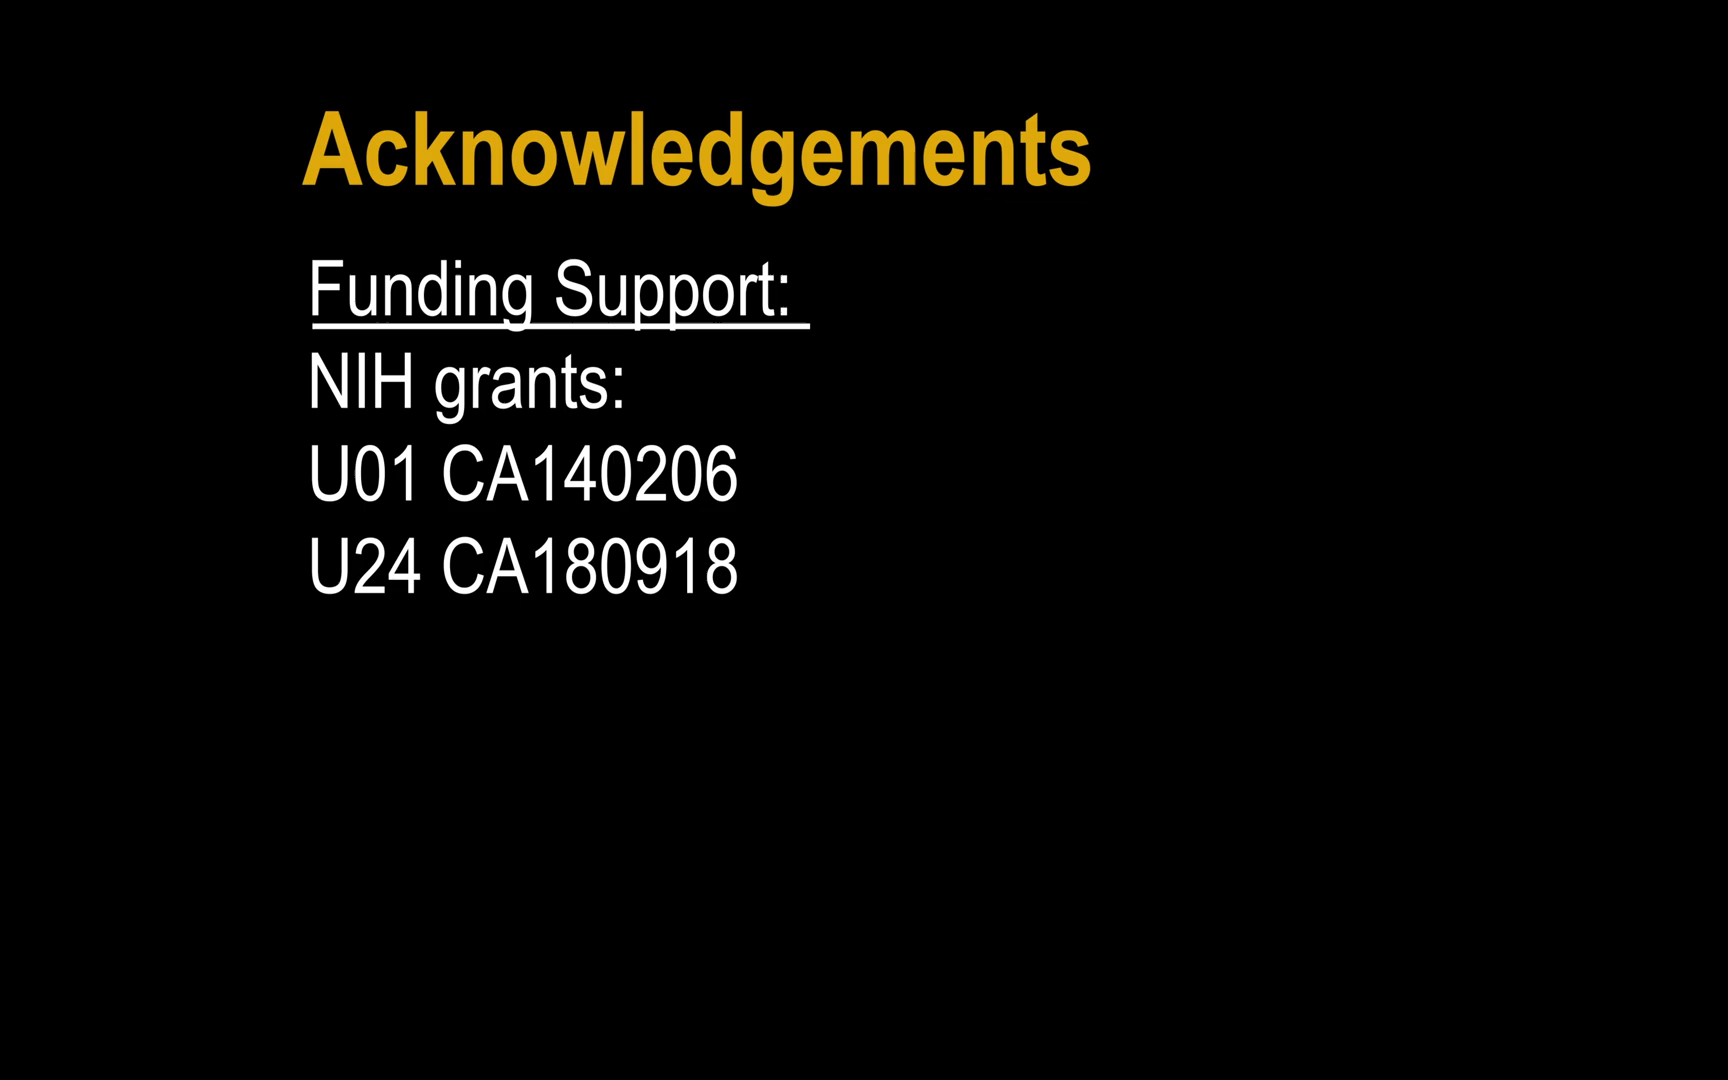 Acknowledgements
Funding Support:
NIH grants:
U01 CA140206
U24 CA180918